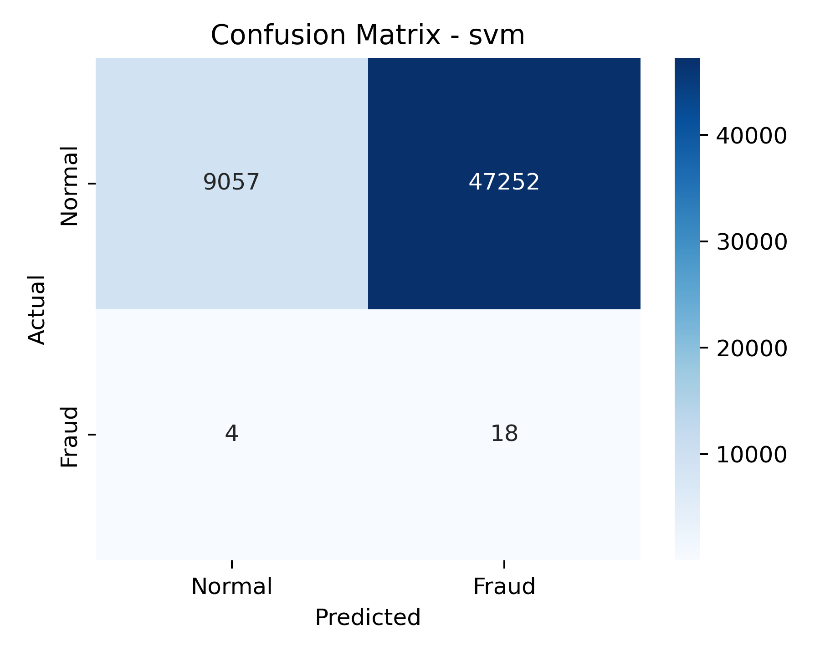 Confusion Matrix - svm
Actual
Normal
Fraud
9057
47252
4
18
Normal
Fraud
Predicted
40000
30000
20000
10000